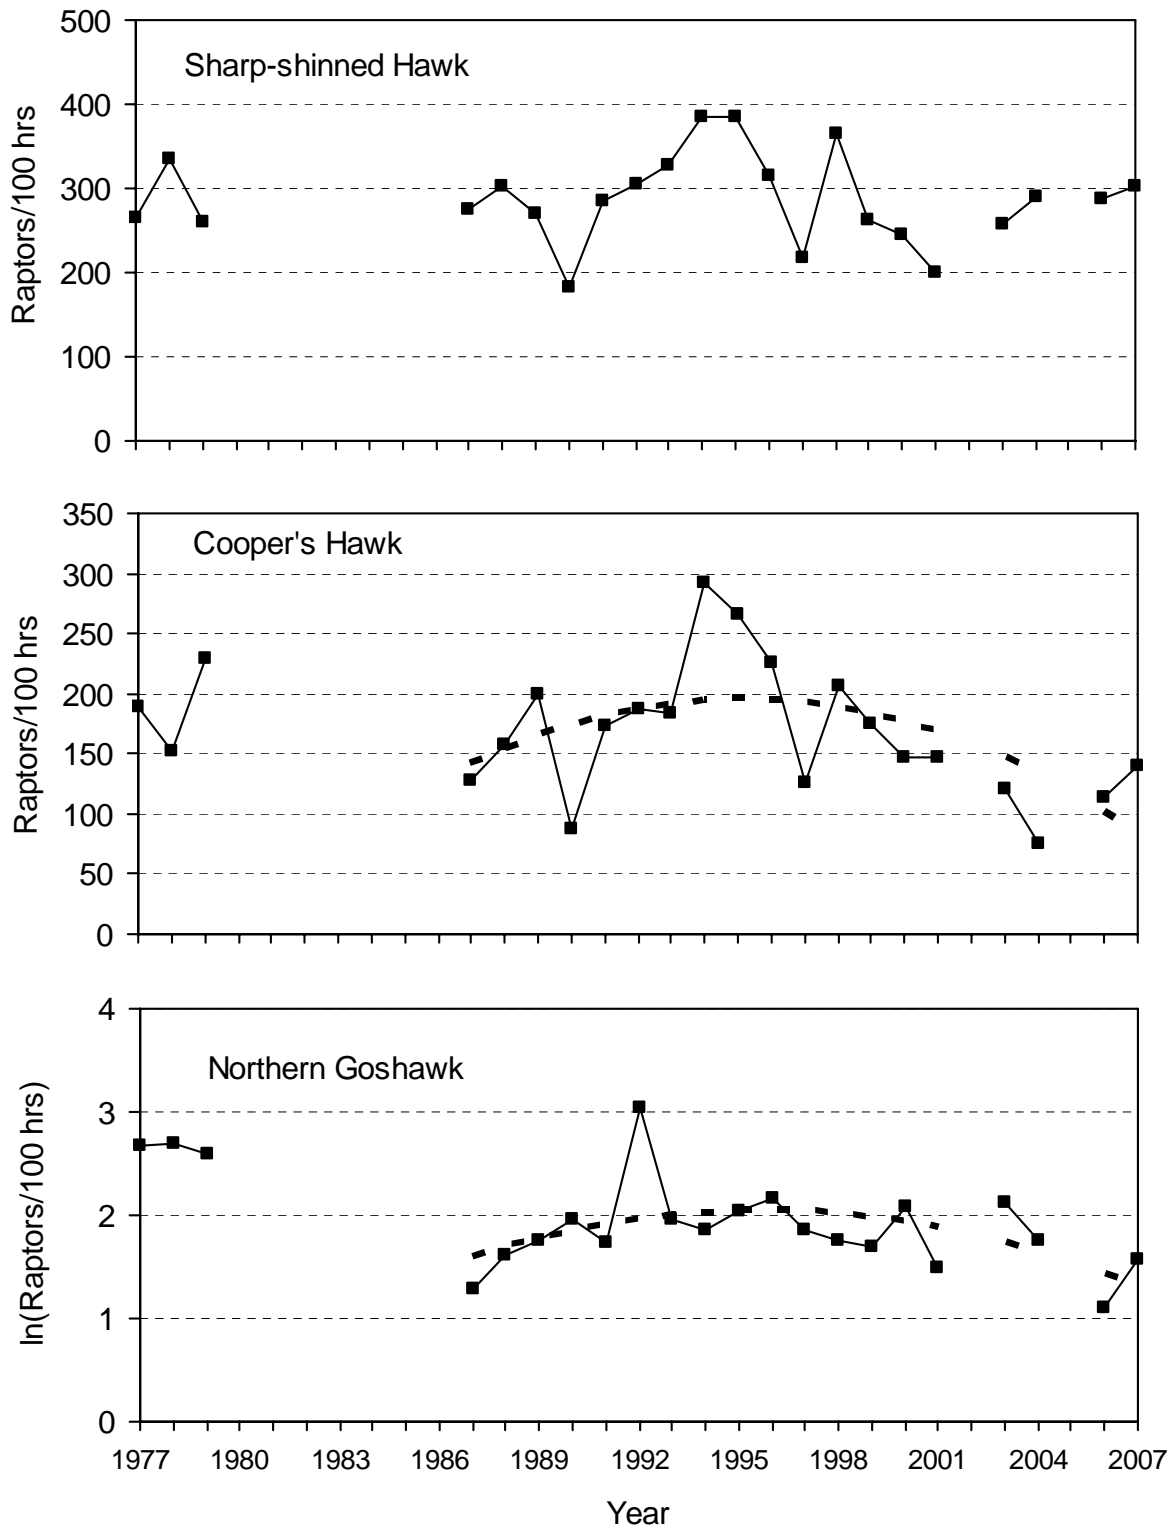 500
Sharp-shinned Hawk
400
300
200
100
0
Raptors/100 hrs
350
Cooper's Hawk
300
250
200
150
100
50
0
Raptors/100 hrs
4
Northern Goshawk
3
2
1
0
ln(Raptors/100 hrs)
1977 1980 1983 1986 1989 1992 1995 1998 2001 2004 2007
Year